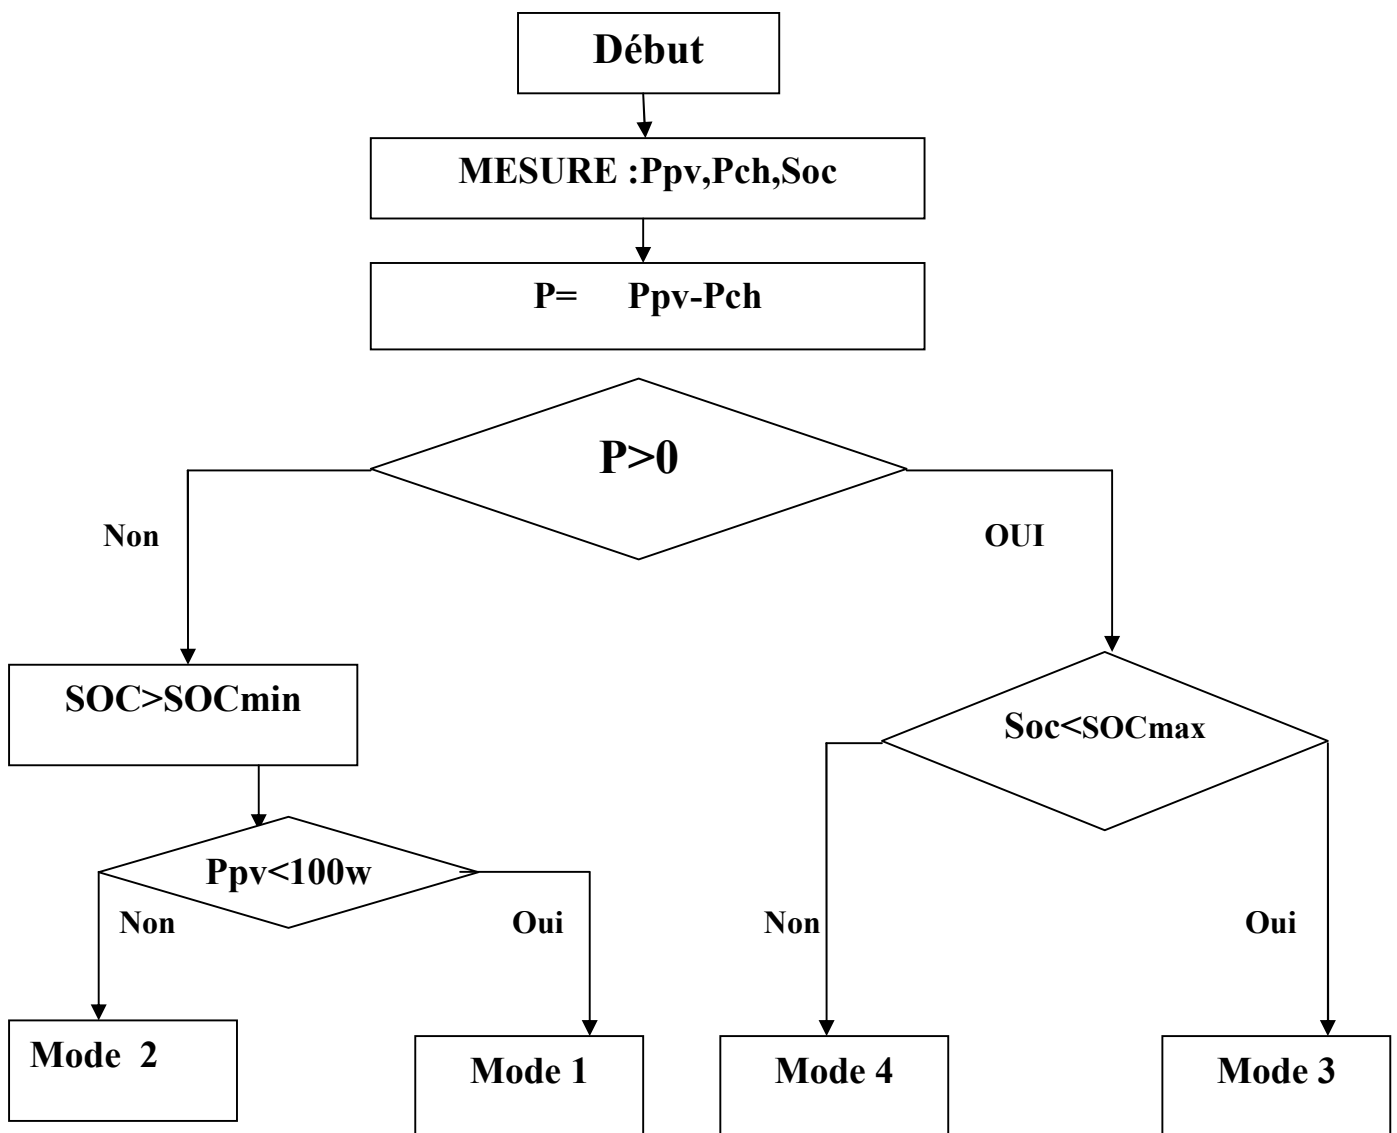 Début
MESURE :Ppv,Pch,Soc
P= Ppv-Pch
P>0
Non
OUI
SOC>SOCmin
Soc<SOCmax
Ppv<100w
Non
Oui
Non
Oui
Mode 2
Mode 1
Mode 4
Mode 3